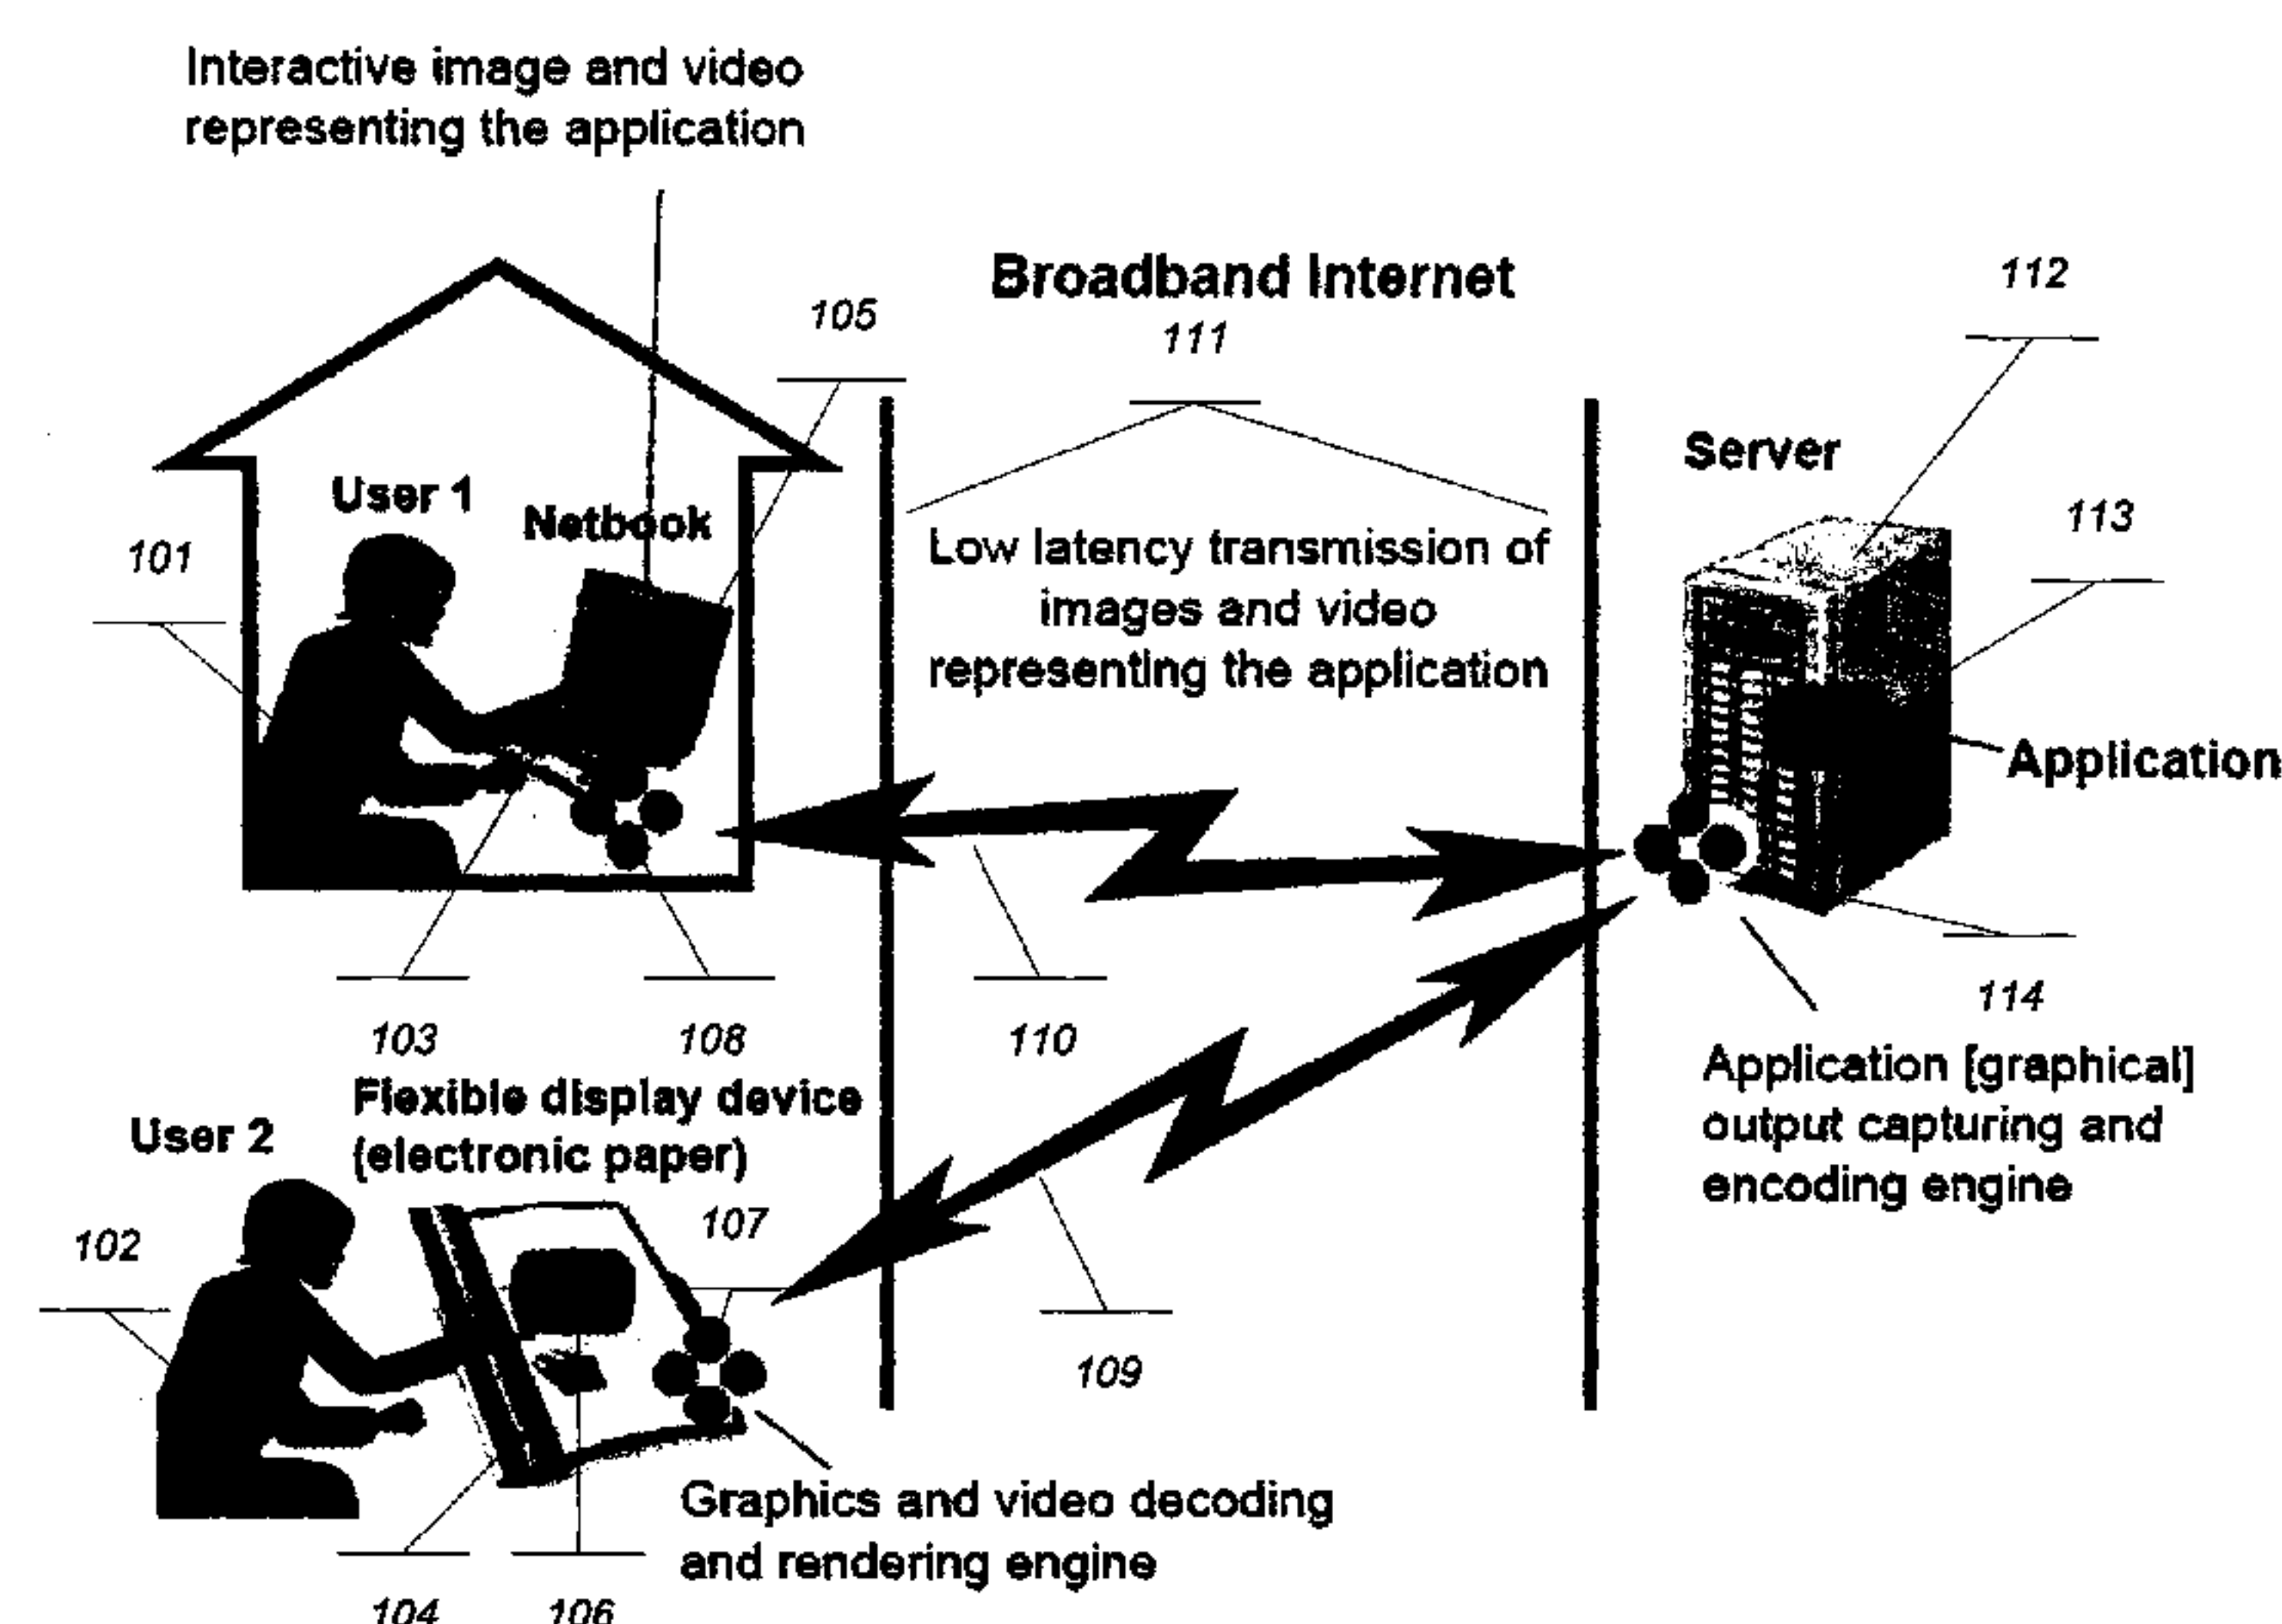 Interactive image and video
representing the application
Broadband Internet
111
112
105
Server
113
User 1
Netbook
101
Low latency transmission of
images and video
representing the application
Application
103
108
110
114
Flexible display device
(electronic paper)
User 2
107
102
Application [graphical]
output capturing and
encoding engine
109
Graphics and video decoding
and rendering engine
104
106